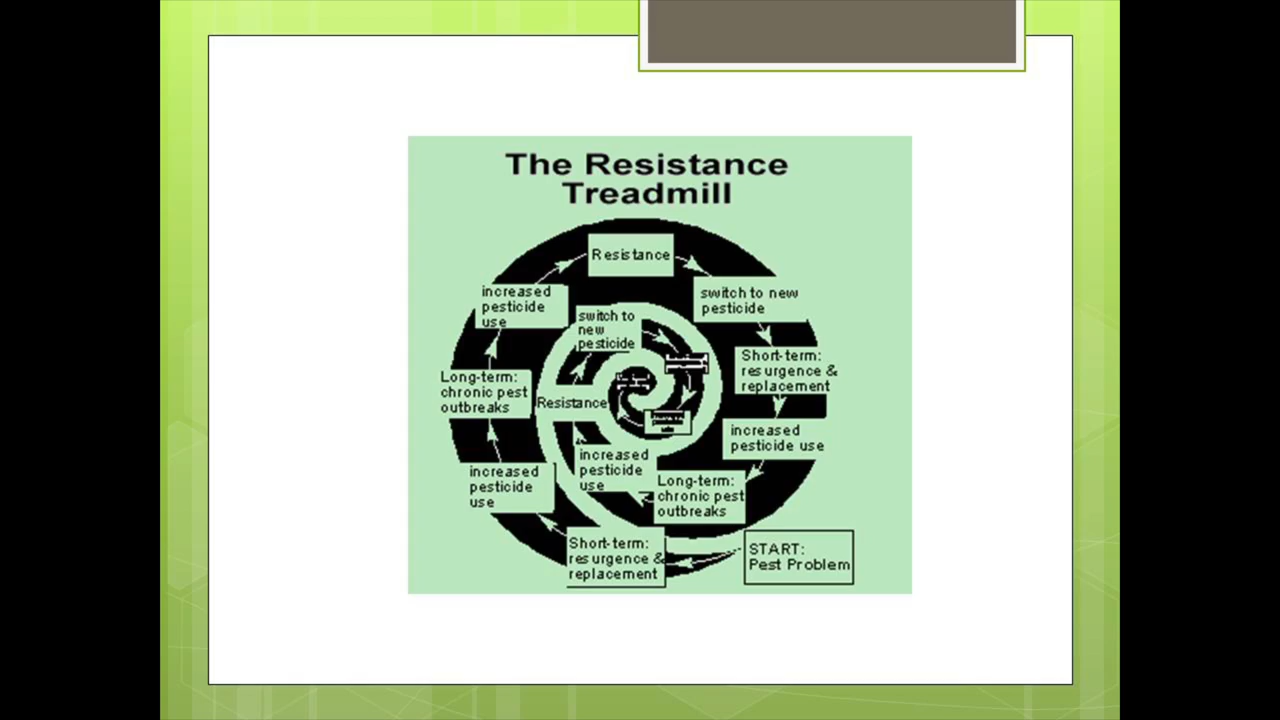 The Resistance
Treadmill
START:
Pest Problem
Short-term:
resurgence &
replacement
increased
pesticide
use
Long-term:
chronic pest
outbreaks
increased
pesticide
use
Resistance
switch to new
pesticide
Short-term:
resurgence &
replacement
increased
pesticide use
Long-term:
chronic pest
outbreaks
increased
pesticide
use
Resistance
switch to
new
pesticide